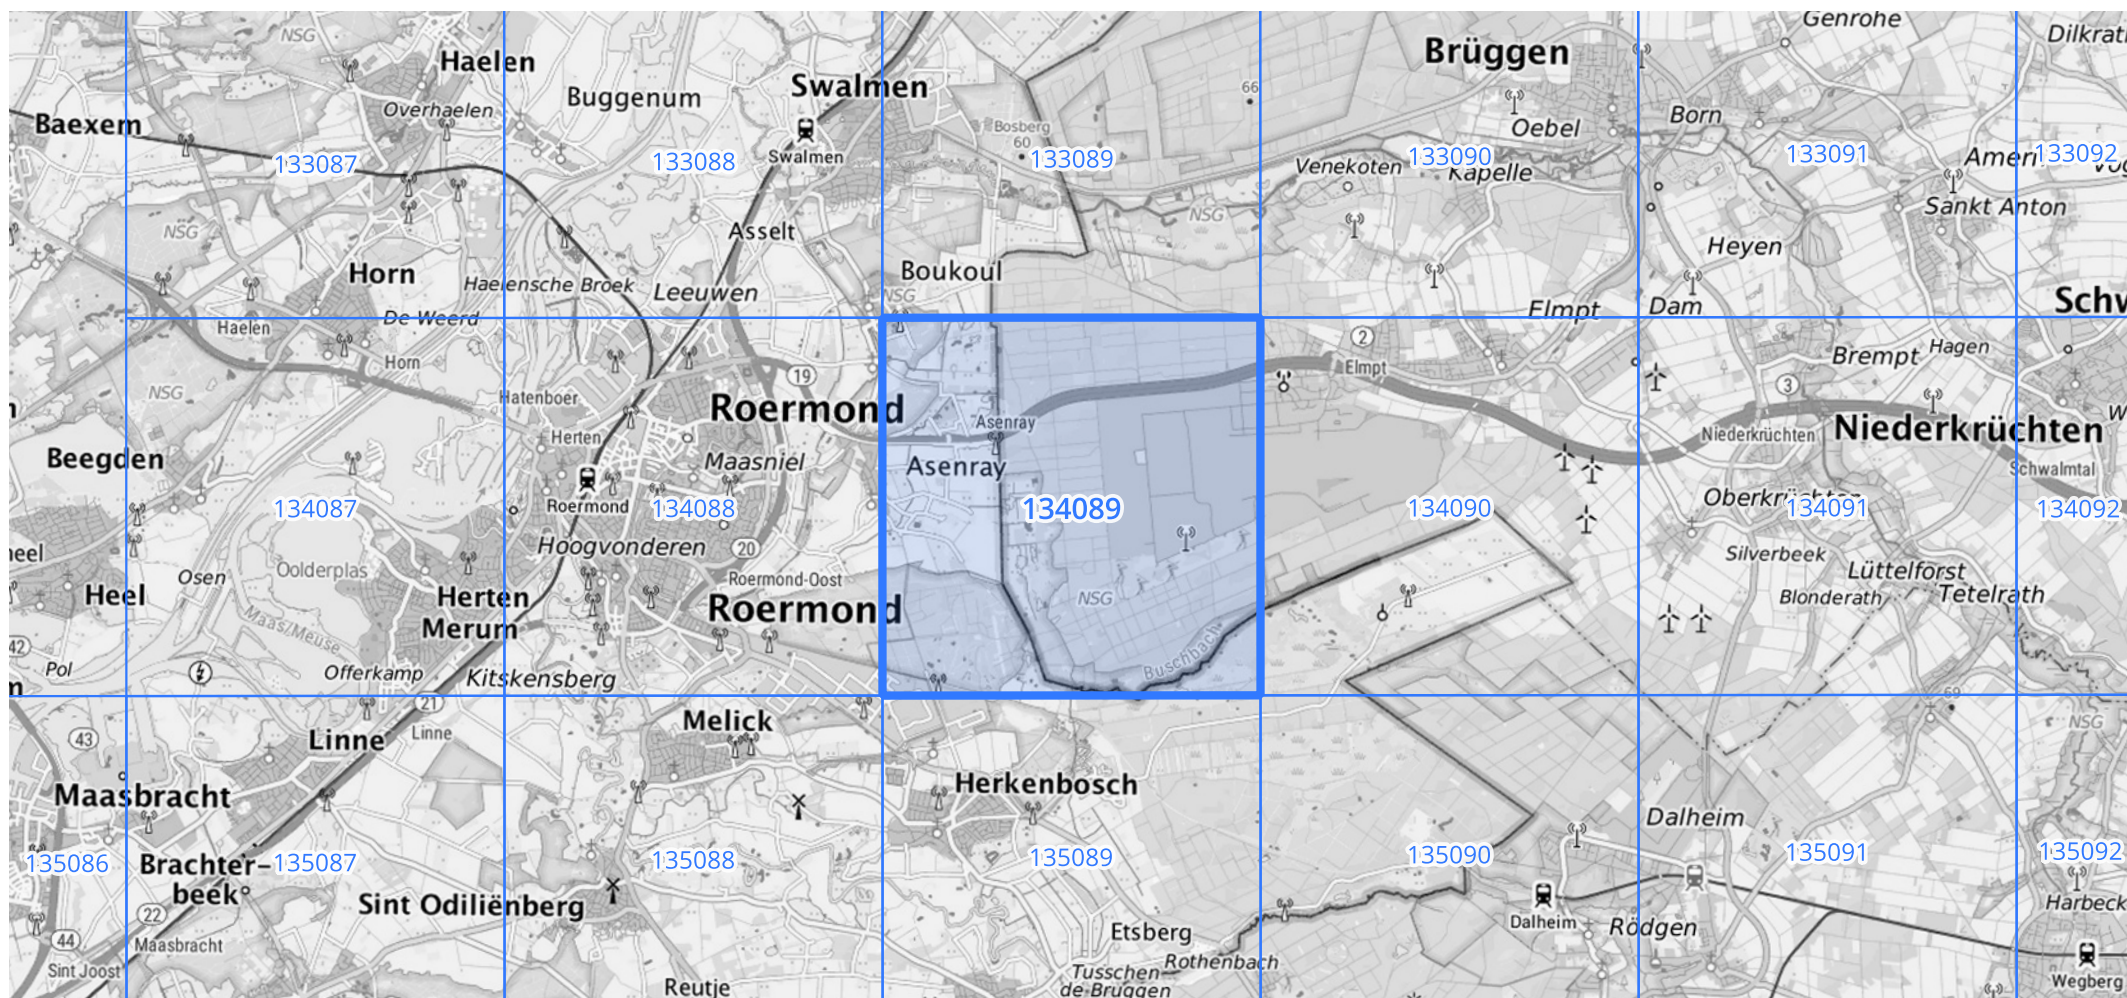 Genrohe
NSG
Dilkrat
Haelen
Brüggen
Swalmen
66
Buggenum
Overhaelen
Baexem
Born
Oebel
Bosberg
60
Swalmen
133087
133088
133089
133090
133091
Ameri
133092
Venekoten
Kapelle
Sankt Anton
NSG
NSG
Asselt
Heyen
Horn
Boukoul
Haelensche Broek
Leeuwen
NSG
Elmpt
Dam
Schw
De Weerd
Haelen
2
Horn
Elmpt
Brempt
Hagen
19
3
NSG
Hatenboer
Roermond
Asenray
Herten
Niederkrüchten
Niederkrüchten
Beegden
Maasniel
Asenray
Schwalmtal
Roermond
Oberkrüchten
134087
134088
134089
134090
134091
134092
Hoogvonderen
20
heel
Silverbeek
Oolderplas
Osen
Roermond-Oost
Lüttelforst
Heel
Herten
NSG
Blonderath
Tetelrath
Merum
Roermond
Maas/Meuse
42
Pol
Offerkamp
Kitskensberg
Buschbach
21
Linne
59
Melick
NSG
43
Linne
Maasbracht
Herkenbosch
Dalheim
135086
Brachter-
beek
135087
135088
135089
135090
135091
135092
Sint Odiliënberg
22
Harbeck
Dalheim
Rödgen
44
Maasbracht
Etsberg
Sint Joost
Rothenbach
Tusschen
de-Bruggen
Reutje
Wegberg